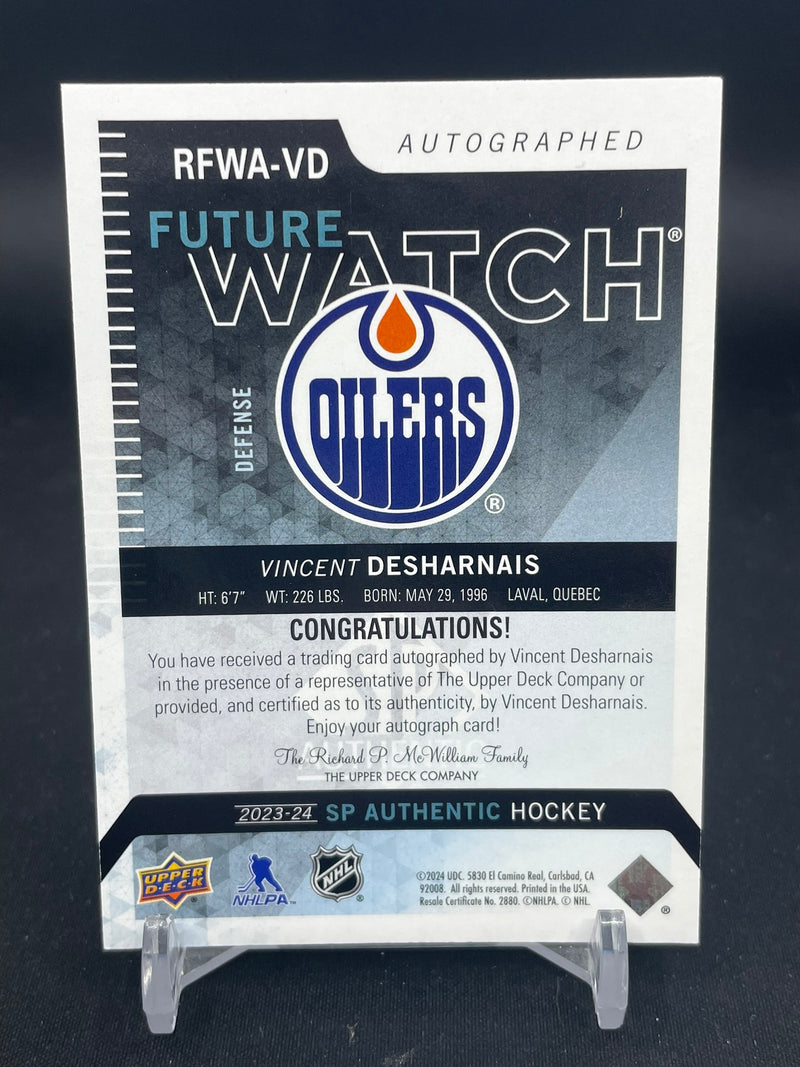 AUTOGRAPHED
RFWA-VD
FUTURE
WATCH®
DEFENSE
OILERS
®
VINCENT DESHARNAIS
HT: 6'7" WT: 226 LBS. BORN: MAY 29, 1996 LAVAL, QUEBEC
CONGRATULATIONS!
You have received a trading card autographed by Vincent Desharnais
in the presence of a representative of The Upper Deck Company or
provided, and certified as to its authenticity, by Vincent Desharnais.
Enjoy your autograph card!
SP
AUTHENTIC
The Richard P. McWilliam Family
THE UPPER DECK COMPANY
2023-24 SP AUTHENTIC HOCKEY
UPPER
D·E·C·K
®
NHLPA™
NHL
®
©2024 UDC. 5830 El Camino Real, Carlsbad, CA
92008. All rights reserved. Printed in the USA.
Resale Certificate No. 2880. ©NHLPA. © NHL.
®